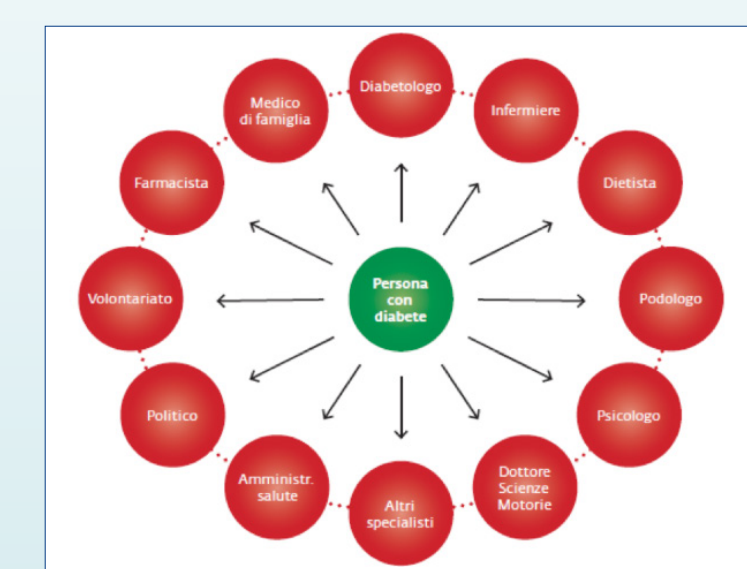 Diabetologo
Infermiere
Dietista
Podologo
Psicologo
Dottore
Scienze
Motorie
Altri
specialisti
Amministr.
salute
Politico
Volontariato
Farmacista
Medico
di famiglia
Persona
con
diabete